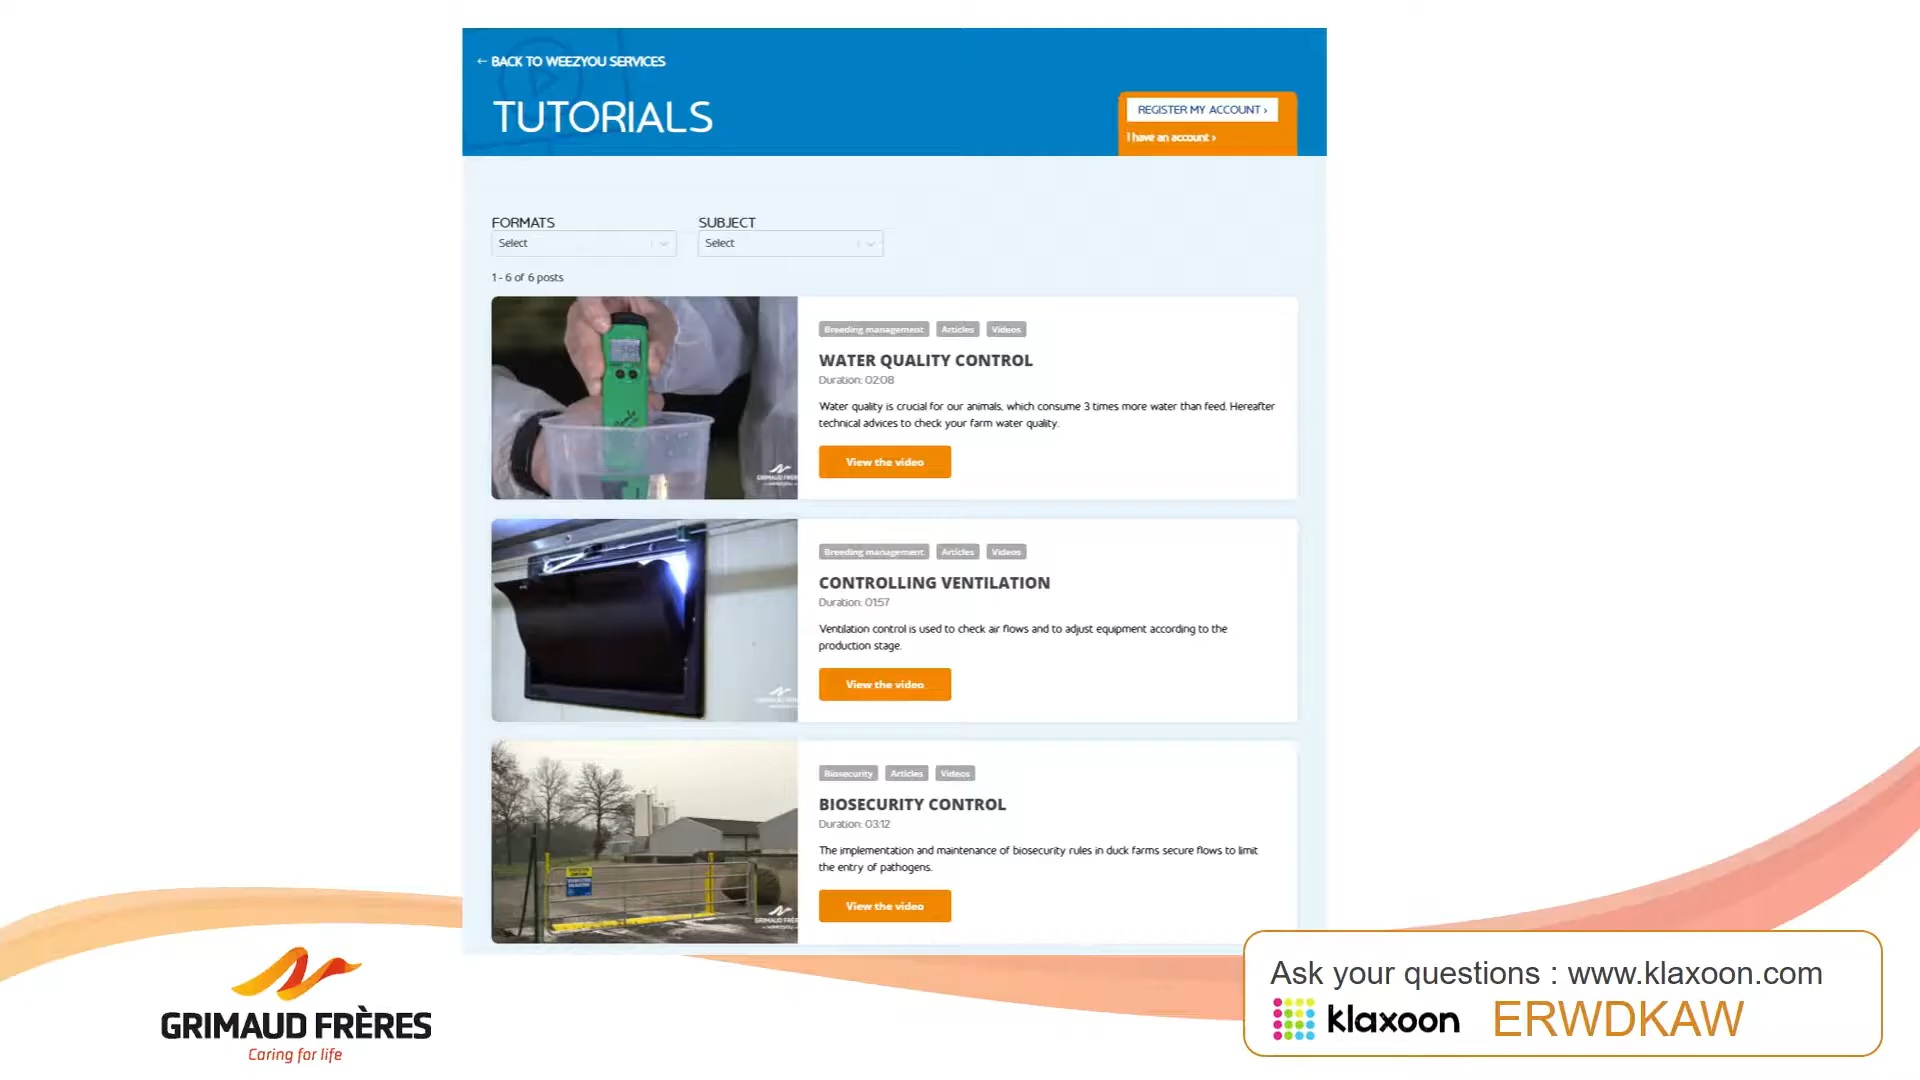 ← BACK TO WEEZYOU SERVICES
TUTORIALS
REGISTER MY ACCOUNT ›
I have an account ›
FORMATS
SUBJECT
Select
Select
1 - 6 of 6 posts
Breeding management Articles Videos
WATER QUALITY CONTROL
Duration: 02:08
Water quality is crucial for our animals, which consume 3 times more water than feed. Hereafter
technical advices to check your farm water quality.
View the video
GRIMAUD FRÈRES
Breeding management Articles Videos
CONTROLLING VENTILATION
Duration: 01:57
Ventilation control is used to check air flows and to adjust equipment according to the
production stage.
View the video
Biosecurity Articles Videos
BIOSECURITY CONTROL
Duration: 03:12
The implementation and maintenance of biosecurity rules in duck farms secure flows to limit
the entry of pathogens.
View the video
GRIMAUD FRÈRES
Caring for life
Ask your questions : www.klaxoon.com
klaxoon ERWDKAW